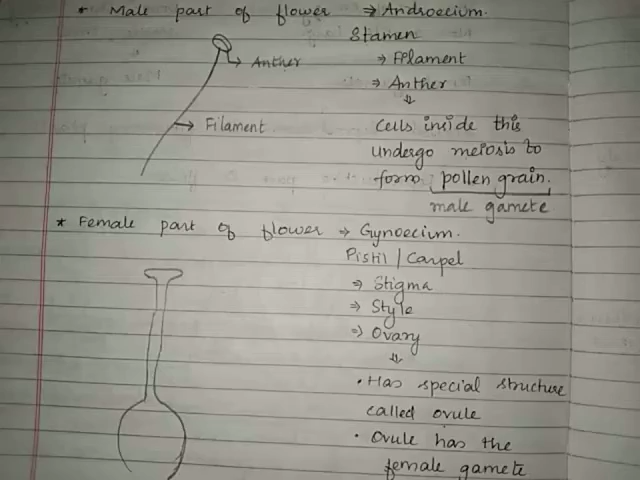 * Male part of flower ⇒ Androecium.
Stamen
→ Anther
⇒ Filament
⇒ Anther
⇓
→ Filament
Cells inside this
undergo meiosis to
form pollen grain.
male gamete
* Female part of flower → Gynoecium.
Pistil / Carpel
⇒ Stigma
⇒ Style
⇒ Ovary
⇓
• Has special structure
called ovule
• Ovule has the
female gamete